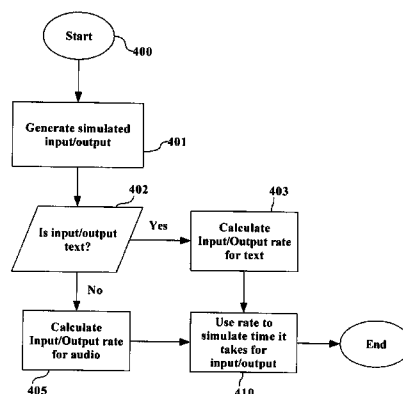 Start
400
Generate simulated
input/output
401
402
Is input/output
text?
Yes
403
Calculate
Input/Output rate
for text
No
Calculate
Input/Output rate
for audio
405
Use rate to
simulate time it
takes for
input/output
410
End